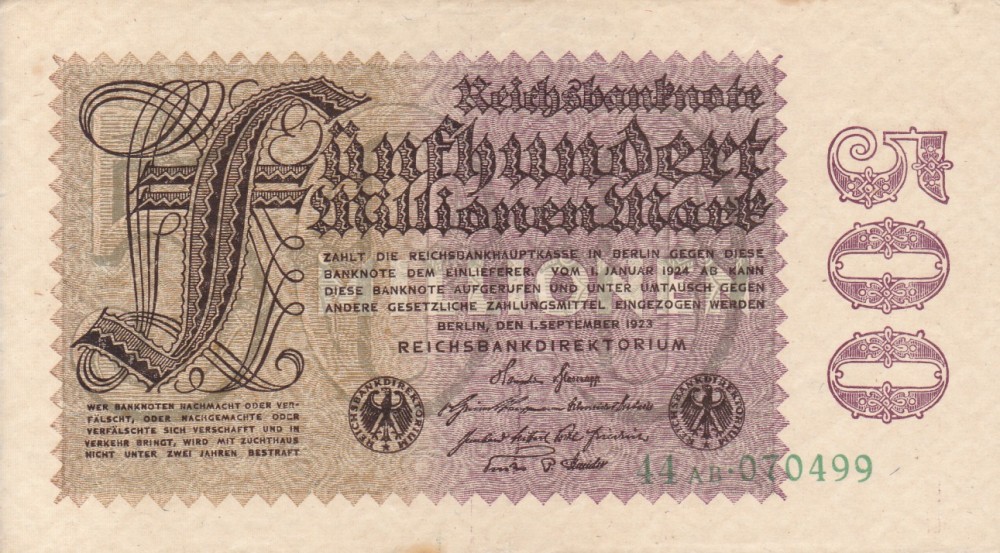 Reichsbanknote
Fünfhundert
Millionen Mark
ZAHLT DIE REICHSBANKHAUPTKASSE IN BERLIN GEGEN DIESE
BANKNOTE DEM EINLIEFERER. VOM 1. JANUAR 1924 AB KANN
DIESE BANKNOTE AUFGERUFEN UND UNTER UMTAUSCH GEGEN
ANDERE GESETZLICHE ZAHLUNGSMITTEL EINGEZOGEN WERDEN
BERLIN, DEN 1. SEPTEMBER 1923
REICHSBANKDIREKTORIUM
REICHSBANKDIREKTORIUM
REICHSBANKDIREKTORIUM
WER BANKNOTEN NACHMACHT ODER VER-
FÄLSCHT, ODER NACHGEMACHTE ODER
VERFÄLSCHTE SICH VERSCHAFFT UND IN
VERKEHR BRINGT, WIRD MIT ZUCHTHAUS
NICHT UNTER ZWEI JAHREN BESTRAFT
44 AB·070499
500